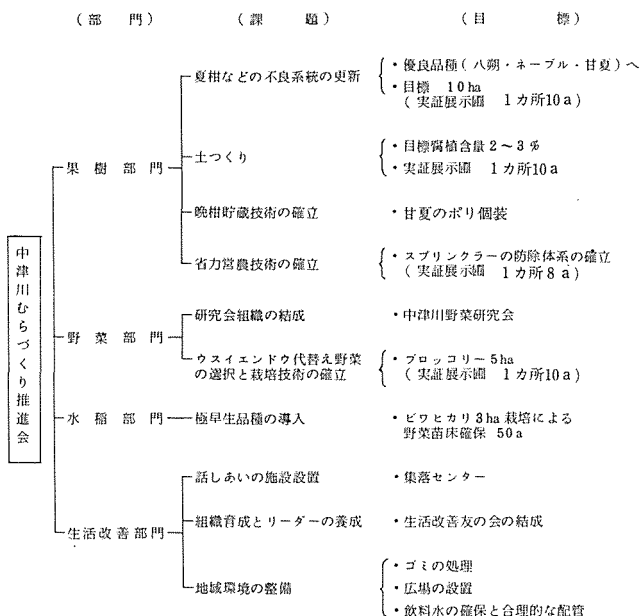 (部門) (課題) (目標)
中津川むらづくり推進会
果樹部門
夏柑などの不良系統の更新
・優良品種(八朔・ネーブル・甘夏)へ
・目標 10ha
(実証展示圃 1カ所10a)
土つくり
・目標腐植含量2~3%
・実証展示圃 1カ所10a
晩柑貯蔵技術の確立
・甘夏のポリ個装
省力営農技術の確立
・スプリンクラーの防除体系の確立
(実証展示圃 1カ所8a)
野菜部門
研究会組織の結成
・中津川野菜研究会
ウスイエンドウ代替え野菜
の選択と栽培技術の確立
・ブロッコリー5ha
(実証展示圃 1カ所10a)
水稲部門
極早生品種の導入
・ビワヒカリ3ha栽培による
野菜苗床確保 50a
生活改善部門
話しあいの施設設置
・集落センター
組織育成とリーダーの養成
・生活改善友の会の結成
地域環境の整備
・ゴミの処理
・広場の設置
・飲料水の確保と合理的な配管